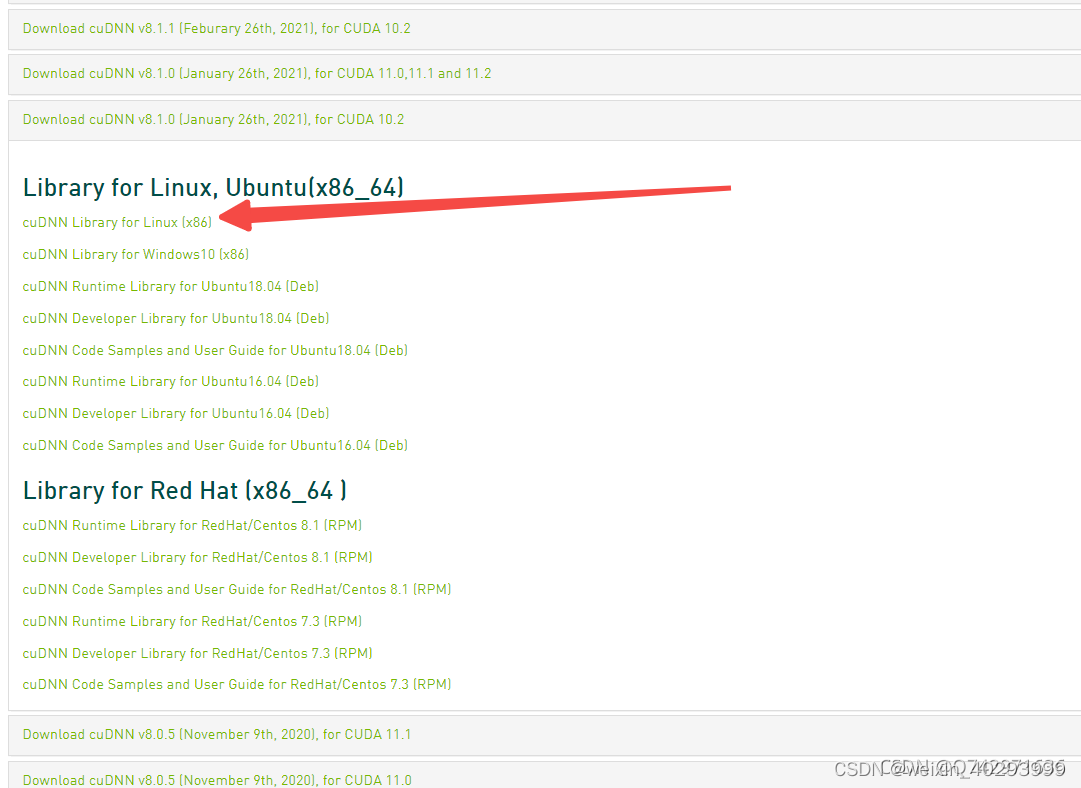 Download cuDNN v8.1.1 (Feburary 26th, 2021), for CUDA 10.2
Download cuDNN v8.1.0 (January 26th, 2021), for CUDA 11.0,11.1 and 11.2
Download cuDNN v8.1.0 (January 26th, 2021), for CUDA 10.2
Library for Linux, Ubuntu(x86_64)
cuDNN Library for Linux (x86)
cuDNN Library for Windows10 (x86)
cuDNN Runtime Library for Ubuntu18.04 (Deb)
cuDNN Developer Library for Ubuntu18.04 (Deb)
cuDNN Code Samples and User Guide for Ubuntu18.04 (Deb)
cuDNN Runtime Library for Ubuntu16.04 (Deb)
cuDNN Developer Library for Ubuntu16.04 (Deb)
cuDNN Code Samples and User Guide for Ubuntu16.04 (Deb)
Library for Red Hat (x86_64 )
cuDNN Runtime Library for RedHat/Centos 8.1 (RPM)
cuDNN Developer Library for RedHat/Centos 8.1 (RPM)
cuDNN Code Samples and User Guide for RedHat/Centos 8.1 (RPM)
cuDNN Runtime Library for RedHat/Centos 7.3 (RPM)
cuDNN Developer Library for RedHat/Centos 7.3 (RPM)
cuDNN Code Samples and User Guide for RedHat/Centos 7.3 (RPM)
Download cuDNN v8.0.5 (November 9th, 2020), for CUDA 11.1
Download cuDNN v8.0.5 (November 9th, 2020), for CUDA 11.0
CSDN